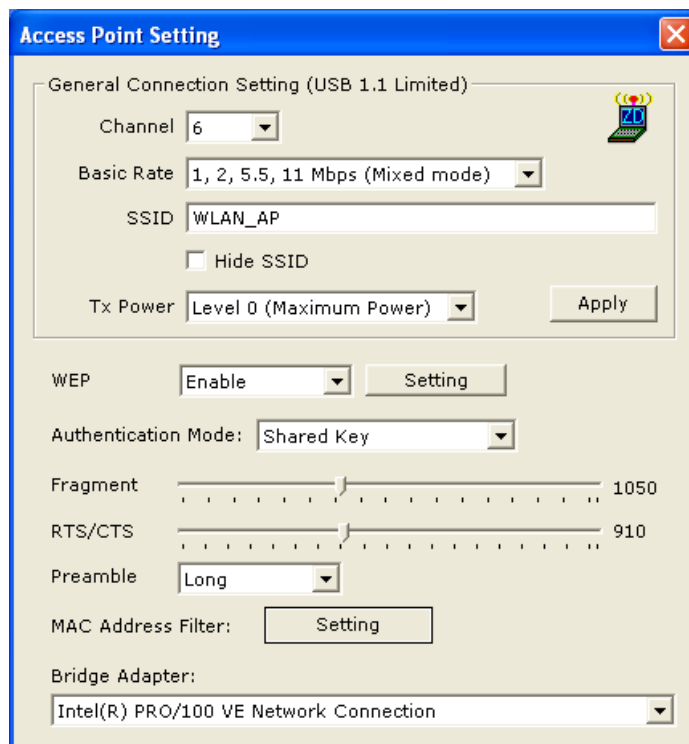 Access Point Setting
General Connection Setting (USB 1.1 Limited)
ZD
Channel 6
Basic Rate 1, 2, 5.5, 11 Mbps (Mixed mode)
SSID WLAN_AP
Hide SSID
Tx Power Level 0 (Maximum Power) Apply
WEP Enable Setting
Authentication Mode: Shared Key
Fragment 1050
RTS/CTS 910
Preamble Long
MAC Address Filter: Setting
Bridge Adapter:
Intel(R) PRO/100 VE Network Connection